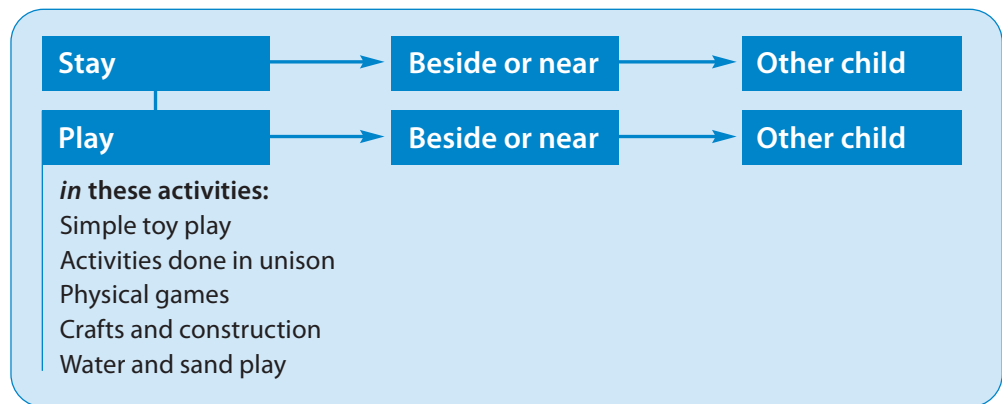 Stay Beside or near Other child
Play Beside or near Other child
in these activities:
Simple toy play
Activities done in unison
Physical games
Crafts and construction
Water and sand play